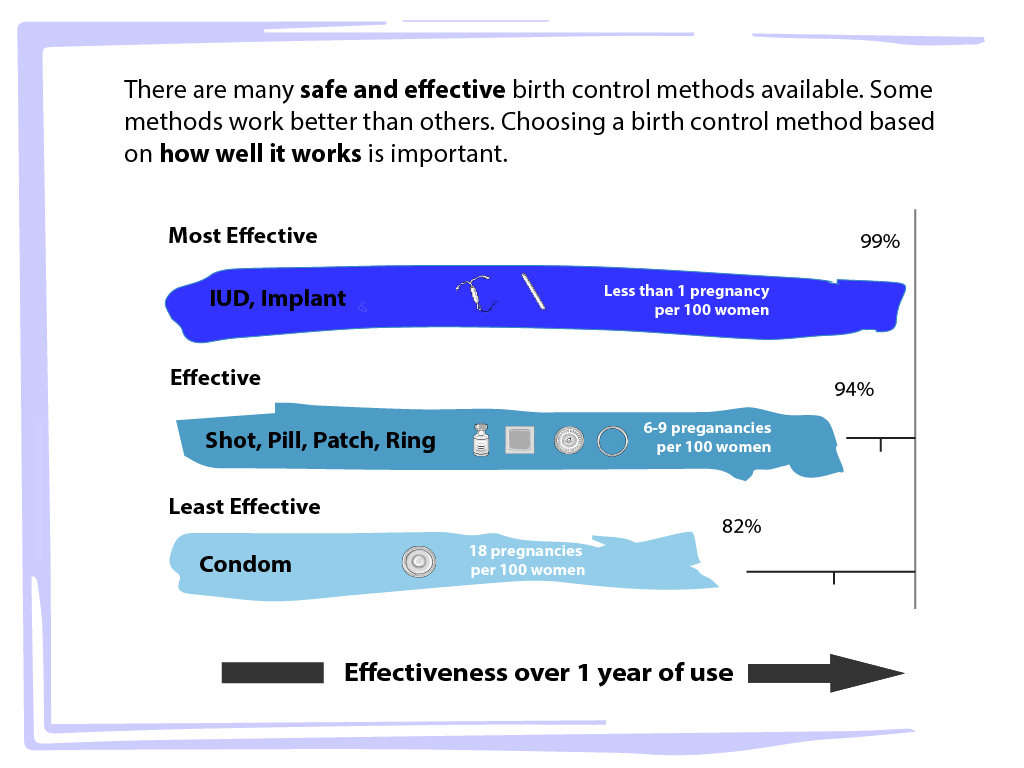 There are many safe and effective birth control methods available. Some
methods work better than others. Choosing a birth control method based
on how well it works is important.
Most Effective
99%
IUD, Implant
Less than 1 pregnancy
per 100 women
Effective
94%
Shot, Pill, Patch, Ring
6-9 preganancies
per 100 women
Least Effective
82%
Condom
18 pregnancies
per 100 women
Effectiveness over 1 year of use